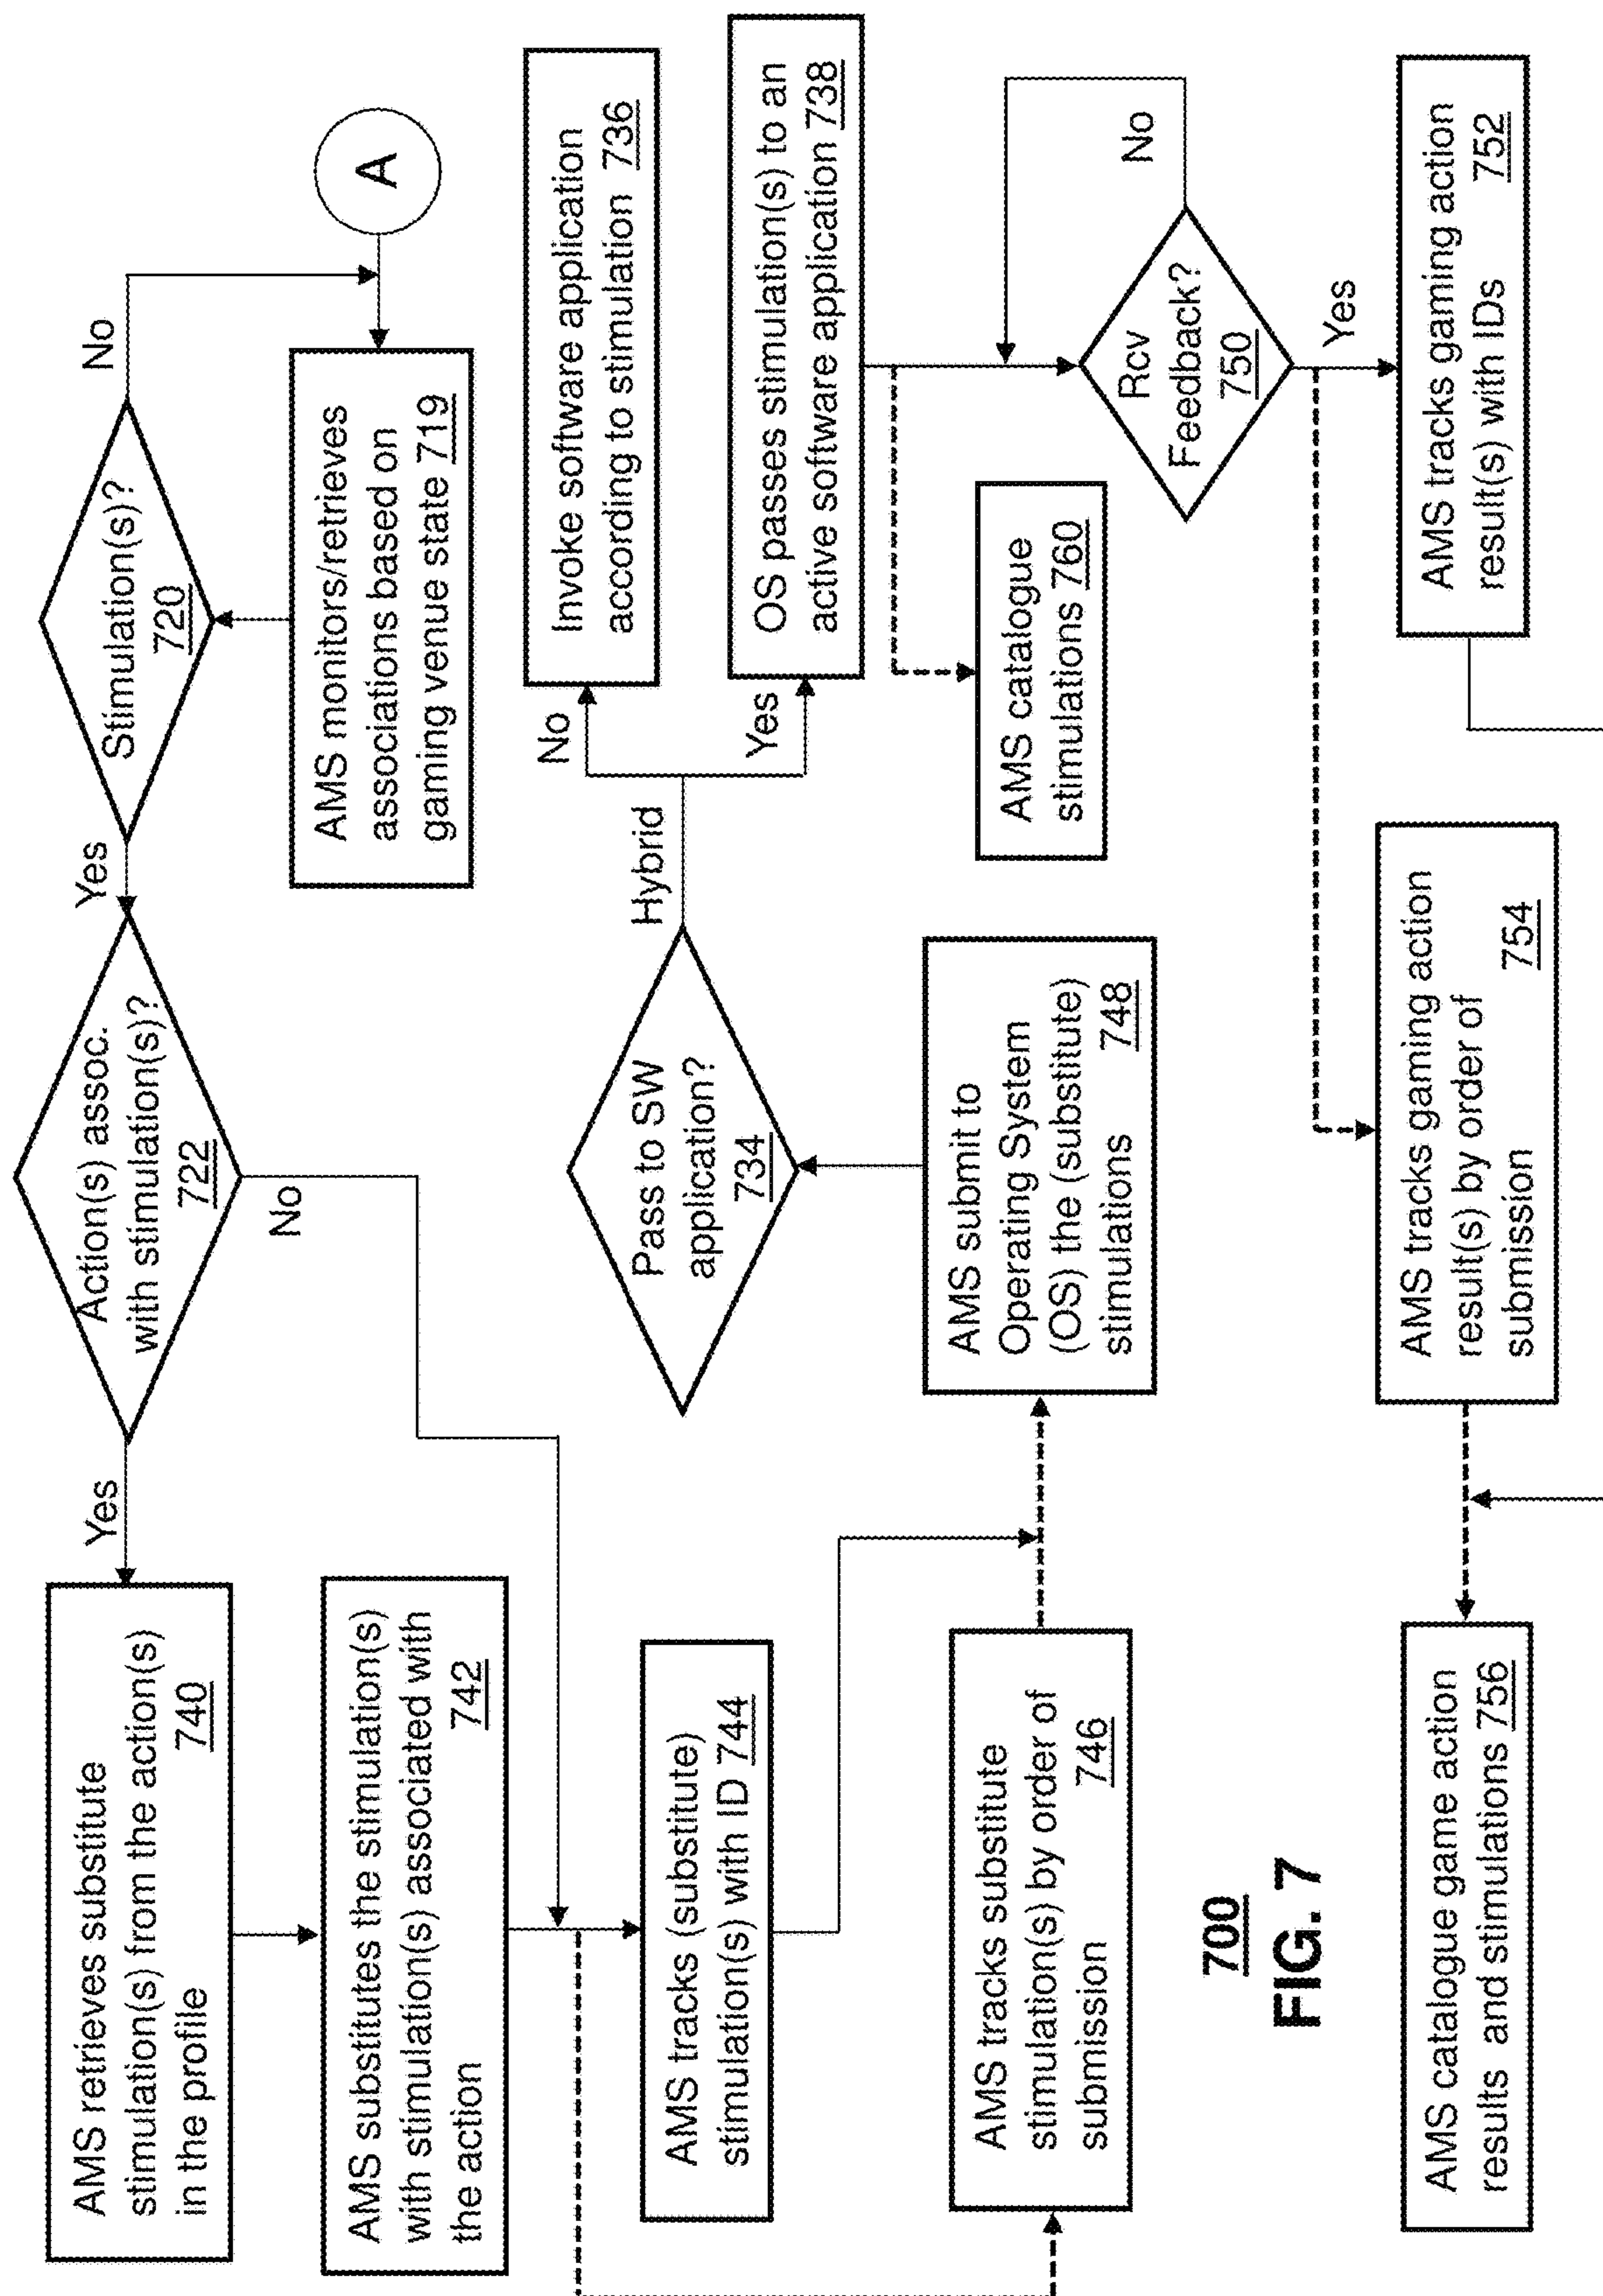 A
AMS monitors/retrieves
associations based on
gaming venue state 719
Stimulation(s)?
720
No
Yes
Action(s) assoc.
with stimulation(s)?
722
No
Yes
AMS retrieves substitute
stimulation(s) from the action(s)
in the profile 740
AMS substitutes the stimulation(s)
with stimulation(s) associated with
the action 742
AMS tracks (substitute)
stimulation(s) with ID 744
AMS tracks substitute
stimulation(s) by order of
submission 746
AMS submit to
Operating System
(OS) the (substitute)
stimulations 748
Pass to SW
application?
734
Hybrid
No
Yes
Invoke software application
according to stimulation 736
OS passes stimulation(s) to an
active software application 738
AMS catalogue
stimulations 760
Rcv
Feedback?
750
No
Yes
AMS tracks gaming action
result(s) with IDs 752
AMS tracks gaming action
result(s) by order of
submission 754
AMS catalogue game action
results and stimulations 756
700
FIG. 7